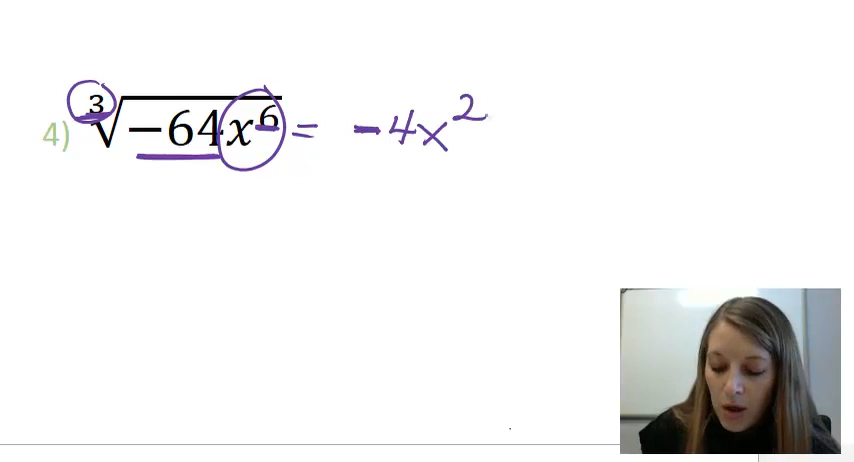 4) ∛(−64x⁶) = -4x²